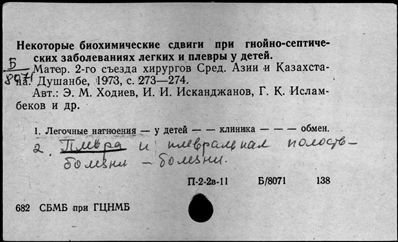 Некоторые биохимические сдвиги при гнойно-септиче-
ских заболеваниях легких и плевры у детей.
Б
8071
Матер. 2-го съезда хирургов Сред. Азии и Казахста-
на. Душанбе, 1973, с. 273—274.
Авт.: Э. М. Ходиев, И. И. Исканджанов, Г. К. Ислам-
беков и др.
1. Легочные нагноения — у детей — — клиника — — — обмен.
2. Плевра и плевральная полость-
болезни - болезни.
П-2-2в-11 Б/8071 138
682 СБМБ при ГЦНМБ